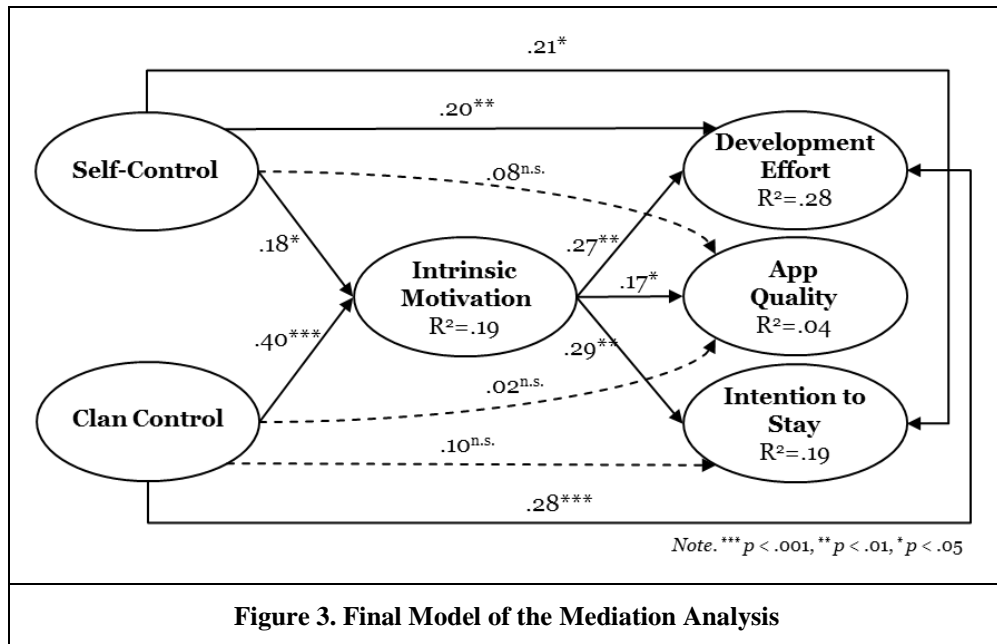 .21*
.20**
Self-Control
Development
Effort
R²=.28
.08n.s.
.18*
.27**
Intrinsic
Motivation
R²=.19
.17*
App
Quality
R²=.04
.40***
.29**
.02n.s.
Clan Control
Intention to
Stay
R²=.19
.10n.s.
.28***
Note. *** p < .001, ** p < .01, * p < .05
Figure 3. Final Model of the Mediation Analysis